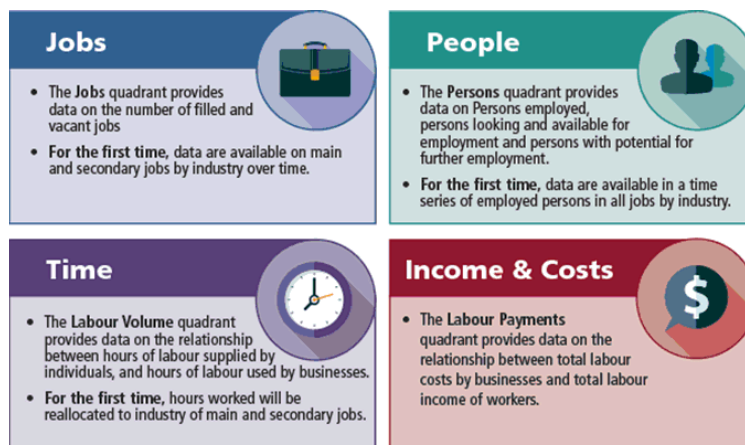 Jobs
• The Jobs quadrant provides
data on the number of filled and
vacant jobs
• For the first time, data are available on main
and secondary jobs by industry over time.
People
• The Persons quadrant provides
data on Persons employed,
persons looking and available for
employment and persons with potential for
further employment.
• For the first time, data are available in a time
series of employed persons in all jobs by industry.
Time
• The Labour Volume quadrant
provides data on the relationship
between hours of labour supplied by
individuals, and hours of labour used by businesses.
• For the first time, hours worked will be
reallocated to industry of main and secondary jobs.
Income & Costs
$
• The Labour Payments
quadrant provides data on the
relationship between total labour
costs by businesses and total labour
income of workers.